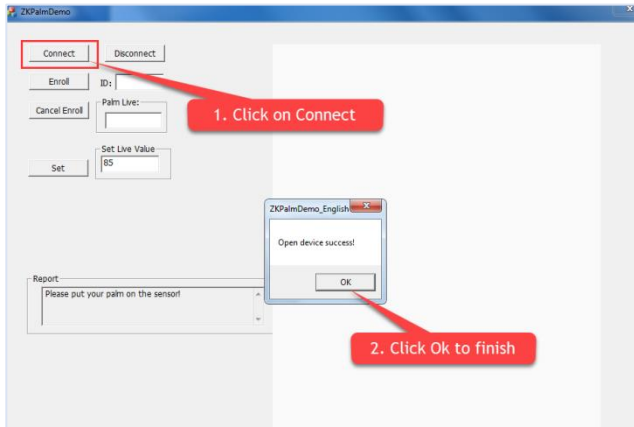 ZKPalmDemo
Connect
Disconnect
Enroll
ID:
Cancel Enroll
Palm Live:
1. Click on Connect
Set
Set Live Value
85
ZKPalmDemo_English
Open device success!
OK
Report
Please put your palm on the sensor!
2. Click Ok to finish